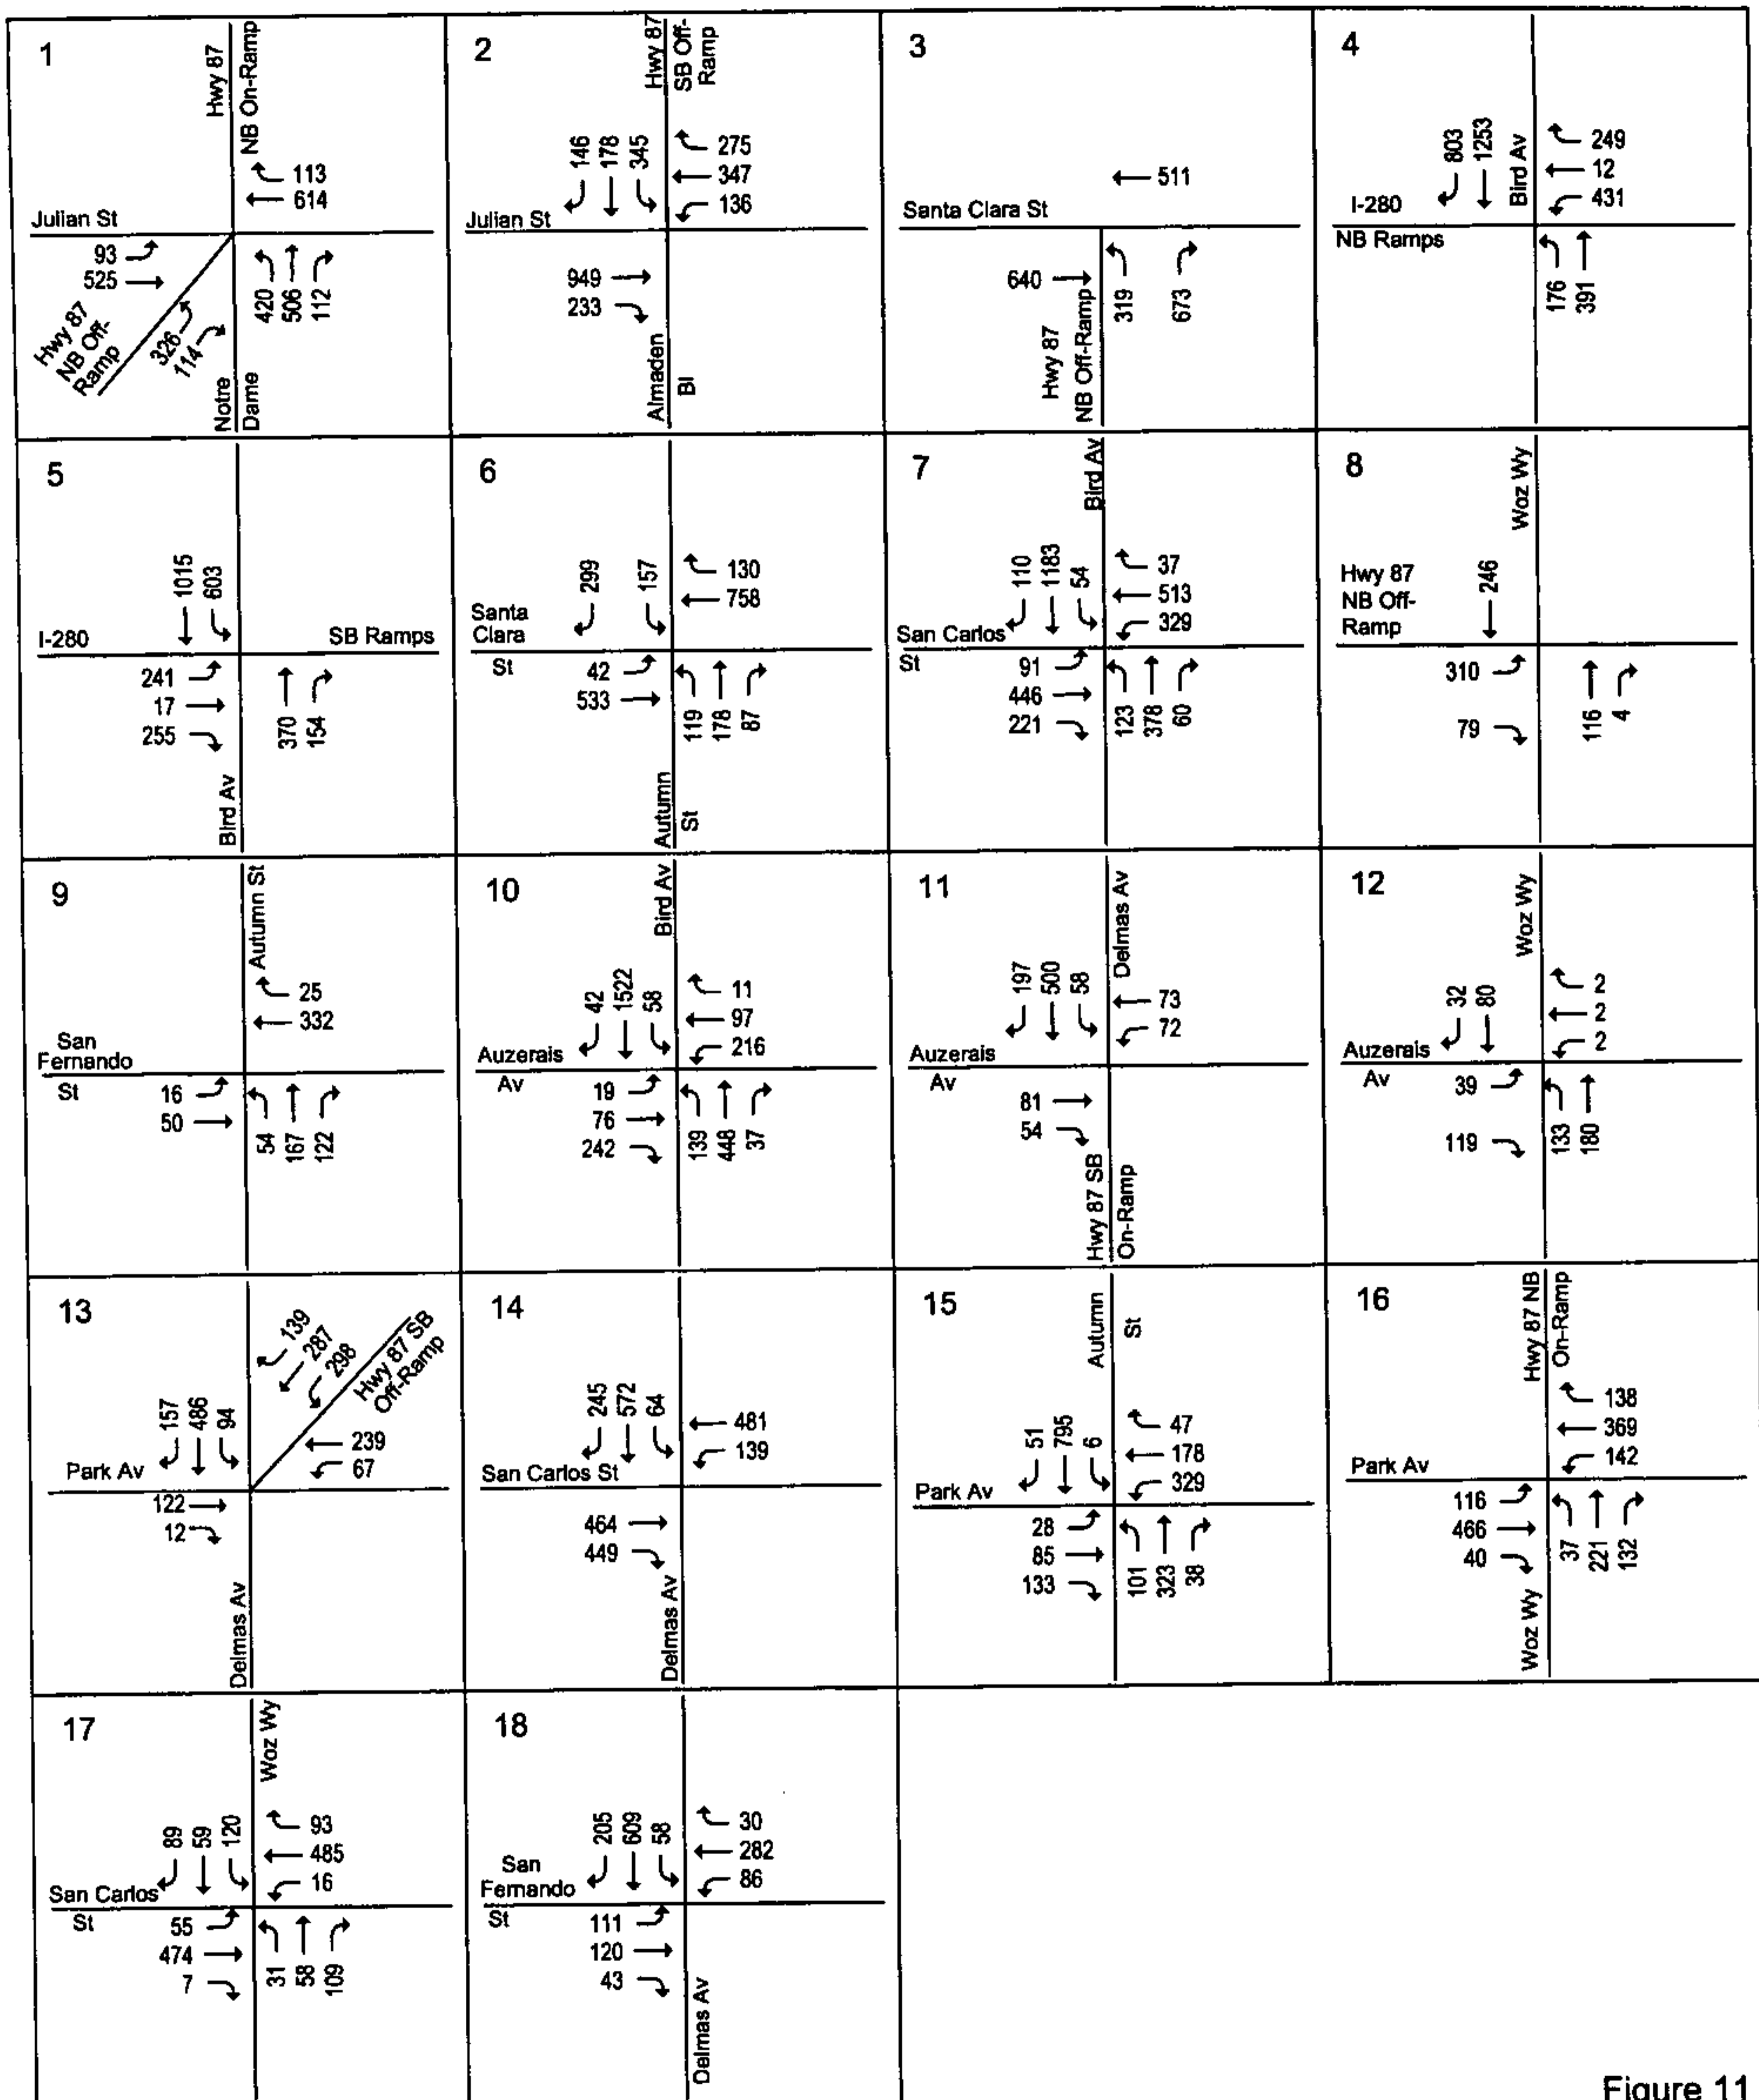 1
Hwy 87
NB On-Ramp
113
614
Julian St
93
525
Hwy 87
NB Off-
Ramp
326
114
420
506
112
Notre
Dame
2
Hwy 87
SB Off-
Ramp
146
178
345
275
347
136
Julian St
949
233
Almaden
Bl
3
511
Santa Clara St
640
319
673
Hwy 87
NB Off-Ramp
4
803
1253
Bird Av
249
12
431
I-280
NB Ramps
176
391
5
1015
603
I-280
SB Ramps
241
17
255
370
154
Bird Av
6
299
157
130
758
Santa
Clara
St
42
533
119
178
87
Autumn
St
7
Bird Av
110
1183
54
37
513
329
San Carlos
St
91
446
221
123
378
60
8
Woz Wy
Hwy 87
NB Off-
Ramp
246
310
79
116
4
9
Autumn St
25
332
San
Fernando
St
16
50
54
167
122
10
Bird Av
42
1522
58
11
97
216
Auzerais
Av
19
76
242
139
448
37
11
Delmas Av
197
500
58
73
72
Auzerais
Av
81
54
Hwy 87 SB
On-Ramp
12
Woz Wy
32
80
2
2
2
Auzerais
Av
39
119
133
180
13
139
287
298
Hwy 87 SB
Off-Ramp
157
486
94
239
67
Park Av
122
12
Delmas Av
14
245
572
64
481
139
San Carlos St
464
449
Delmas Av
15
Autumn
St
51
795
6
47
178
329
Park Av
28
85
133
101
323
38
16
Hwy 87 NB
On-Ramp
138
369
142
Park Av
116
466
40
37
221
132
Woz Wy
17
Woz Wy
89
59
120
93
485
16
San Carlos
St
55
474
7
31
58
109
18
205
609
58
30
282
86
San
Fernando
St
111
120
43
Delmas Av
Figure 11